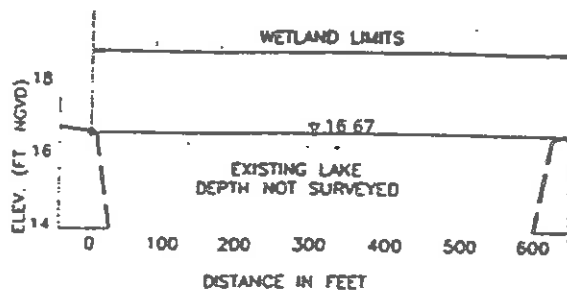 WETLAND LIMITS
18
16.67
16
EXISTING LAKE
DEPTH NOT SURVEYED
14
ELEV. (FT NGVD)
0 100 200 300 400 500 600
DISTANCE IN FEET